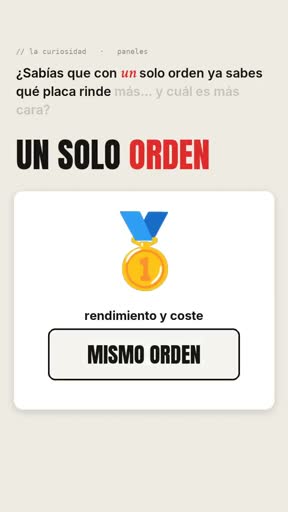 // la curiosidad · paneles
¿Sabías que con un solo orden ya sabes
qué placa rinde más... y cuál es más
cara?
UN SOLO ORDEN
1
rendimiento y coste
MISMO ORDEN